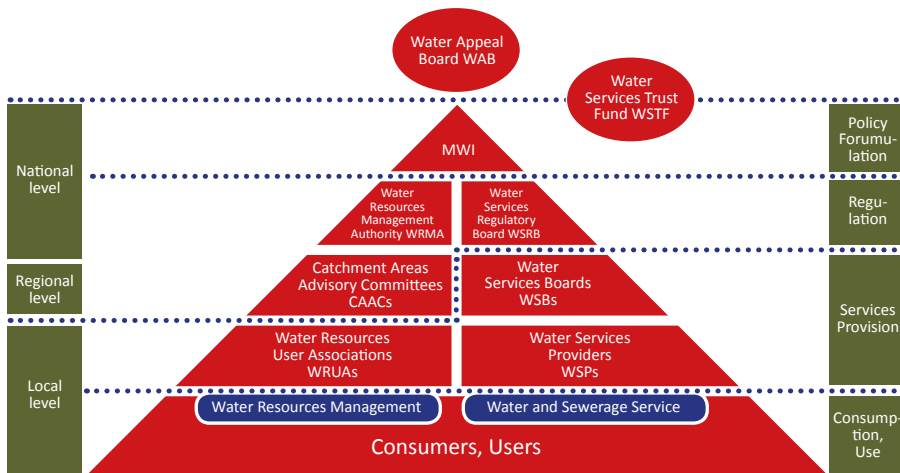 Water Appeal
Board WAB
Water
Services Trust
Fund WSTF
National
level
MWI
Policy
Forumu-
lation
Water
Resources
Management
Authority WRMA
Water
Services
Regulatory
Board WSRB
Regu-
lation
Regional
level
Catchment Areas
Advisory Committees
CAACs
Water
Services Boards
WSBs
Services
Provision
Local
level
Water Resources
User Associations
WRUAs
Water Services
Providers
WSPs
Water Resources Management
Water and Sewerage Service
Consumers, Users
Consump-
tion,
Use